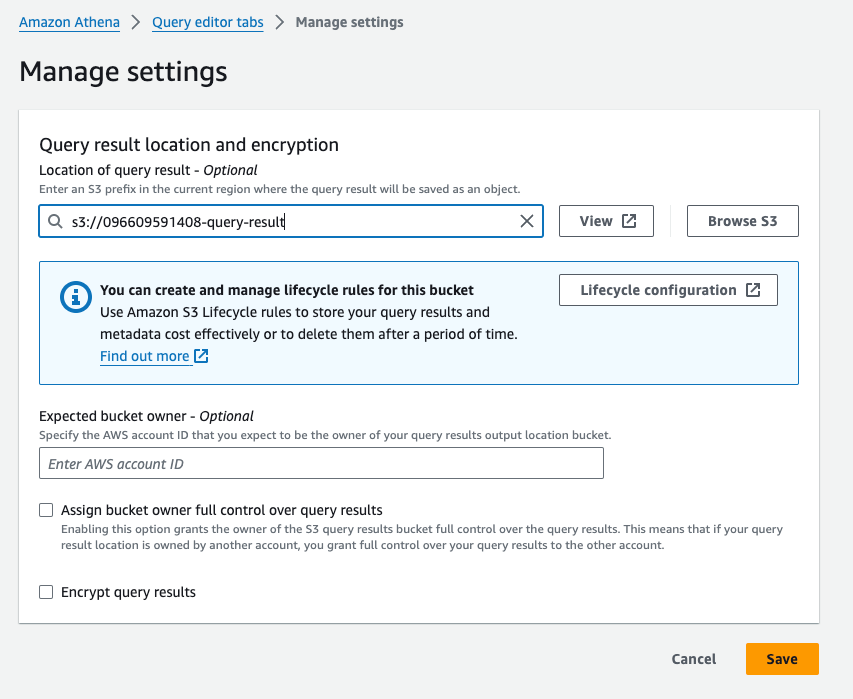 Amazon Athena > Query editor tabs > Manage settings
Manage settings
Query result location and encryption
Location of query result - Optional
Enter an S3 prefix in the current region where the query result will be saved as an object.
s3://096609591408-query-result
View
Browse S3
You can create and manage lifecycle rules for this bucket
Lifecycle configuration
Use Amazon S3 Lifecycle rules to store your query results and
metadata cost effectively or to delete them after a period of time.
Find out more
Expected bucket owner - Optional
Specify the AWS account ID that you expect to be the owner of your query results output location bucket.
Enter AWS account ID
Assign bucket owner full control over query results
Enabling this option grants the owner of the S3 query results bucket full control over the query results. This means that if your query
result location is owned by another account, you grant full control over your query results to the other account.
Encrypt query results
Cancel
Save